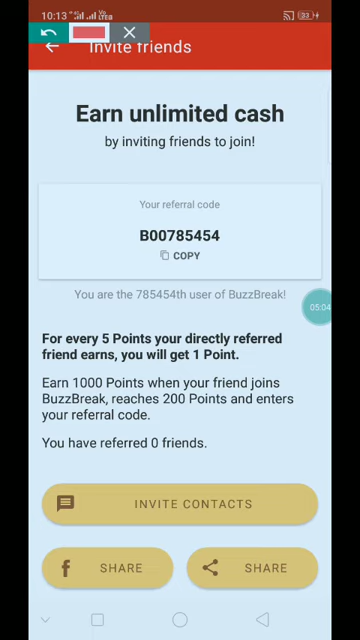 10:13
33
Invite friends
Earn unlimited cash
by inviting friends to join!
Your referral code
B00785454
COPY
You are the 785454th user of BuzzBreak!
05:04
For every 5 Points your directly referred
friend earns, you will get 1 Point.
Earn 1000 Points when your friend joins
BuzzBreak, reaches 200 Points and enters
your referral code.
You have referred 0 friends.
INVITE CONTACTS
SHARE
SHARE